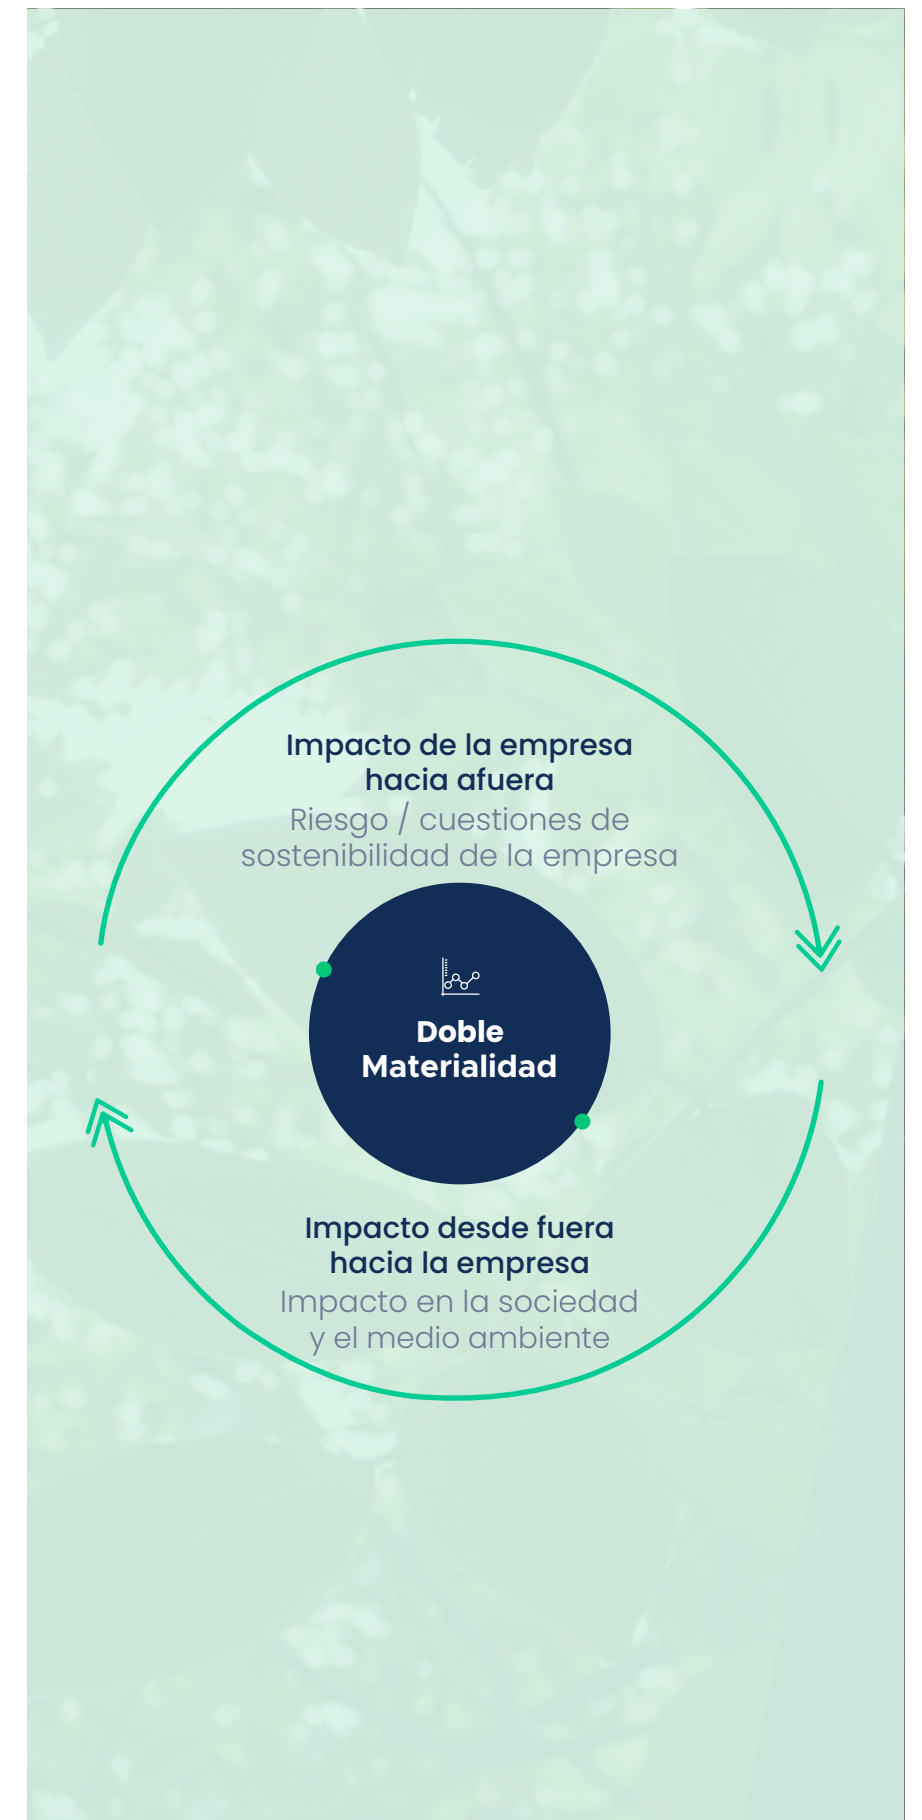 Impacto de la empresa
hacia afuera
Riesgo / cuestiones de
sostenibilidad de la empresa
Doble
Materialidad
Impacto desde fuera
hacia la empresa
Impacto en la sociedad
y el medio ambiente